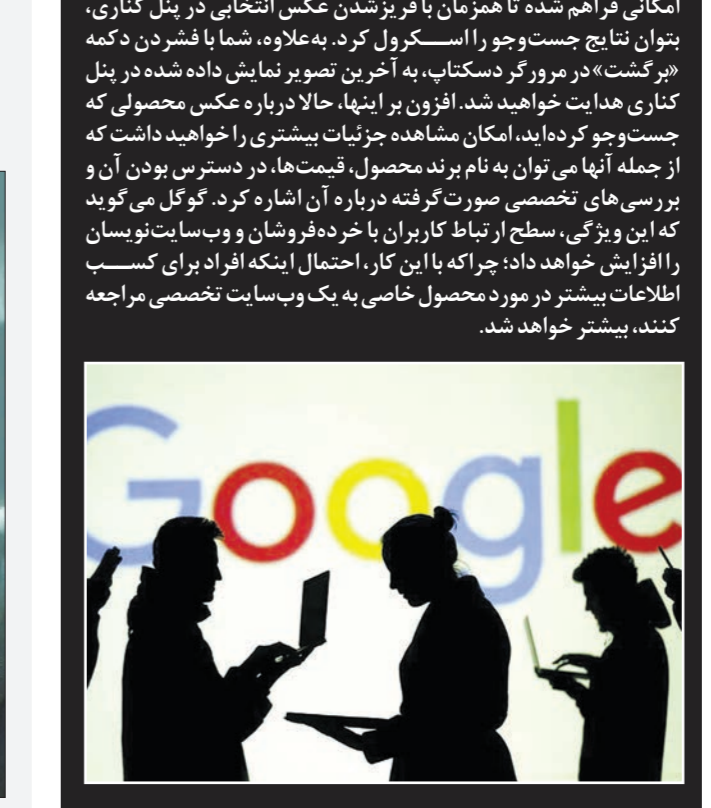 امکانی فراهم شده تا همزمان با فریزشدن عکس انتخابی در پنل کناری،
بتوان نتایج جست‌وجو را اسکرول کرد. به‌علاوه، شما با فشردن دکمه
«برگشت» در مرورگر دسکتاپ، به آخرین تصویر نمایش داده شده در پنل
کناری هدایت خواهید شد. افزون بر اینها، حالا درباره عکس محصولی که
جست‌وجو کرده‌اید، امکان مشاهده جزئیات بیشتری را خواهید داشت که
از جمله آنها می‌توان به نام برند محصول، قیمت‌ها، در دسترس بودن آن و
بررسی‌های تخصصی صورت‌گرفته درباره آن اشاره کرد. گوگل می‌گوید
که این ویژگی، سطح ارتباط کاربران با خرده‌فروشان و وب‌سایت‌نویسان
را افزایش خواهد داد؛ چراکه با این کار، احتمال اینکه افراد برای کسب
اطلاعات بیشتر در مورد محصول خاصی به یک وب‌سایت تخصصی مراجعه
کنند، بیشتر خواهد شد.
Google